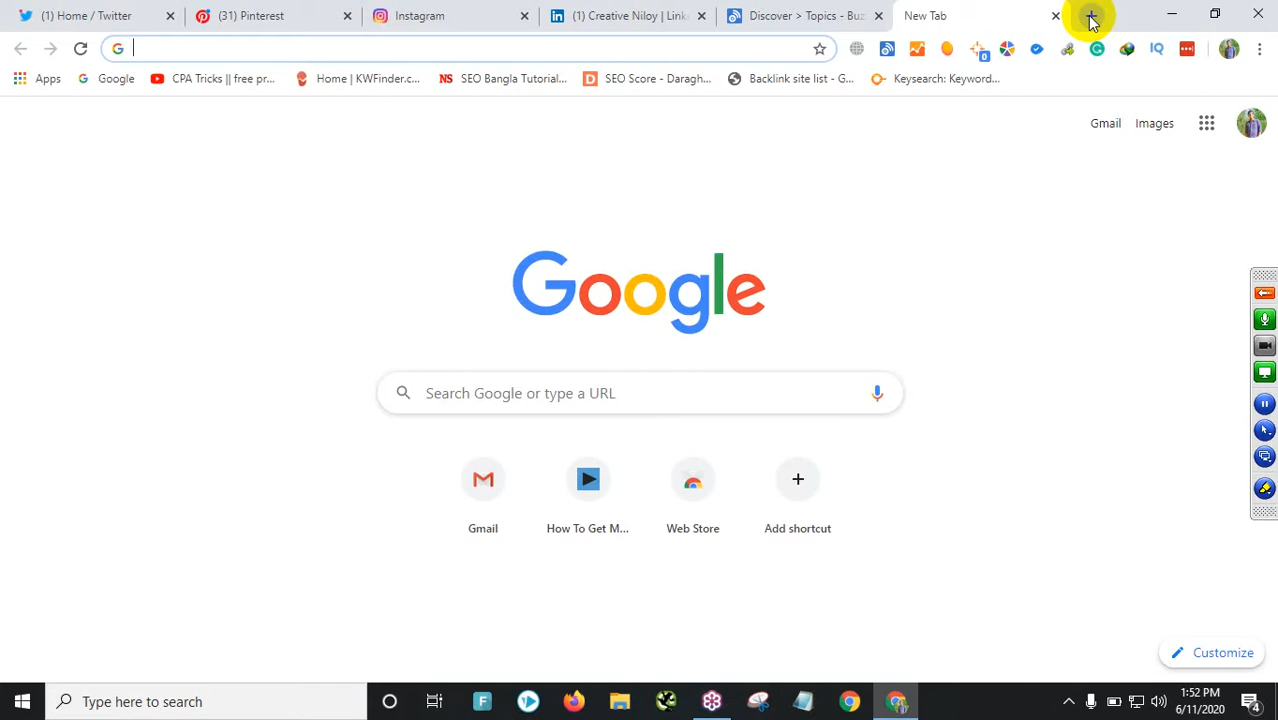 (1) Home / Twitter
(31) Pinterest
Instagram
(1) Creative Niloy | Link
Discover > Topics - Buz
New Tab
Apps
Google
CPA Tricks || free pr...
Home | KWFinder.c...
SEO Bangla Tutorial...
SEO Score - Daragh...
Backlink site list - G...
Keysearch: Keyword...
Gmail
Images
Google
Search Google or type a URL
Gmail
How To Get M...
Web Store
Add shortcut
Customize
Type here to search
1:52 PM
6/11/2020